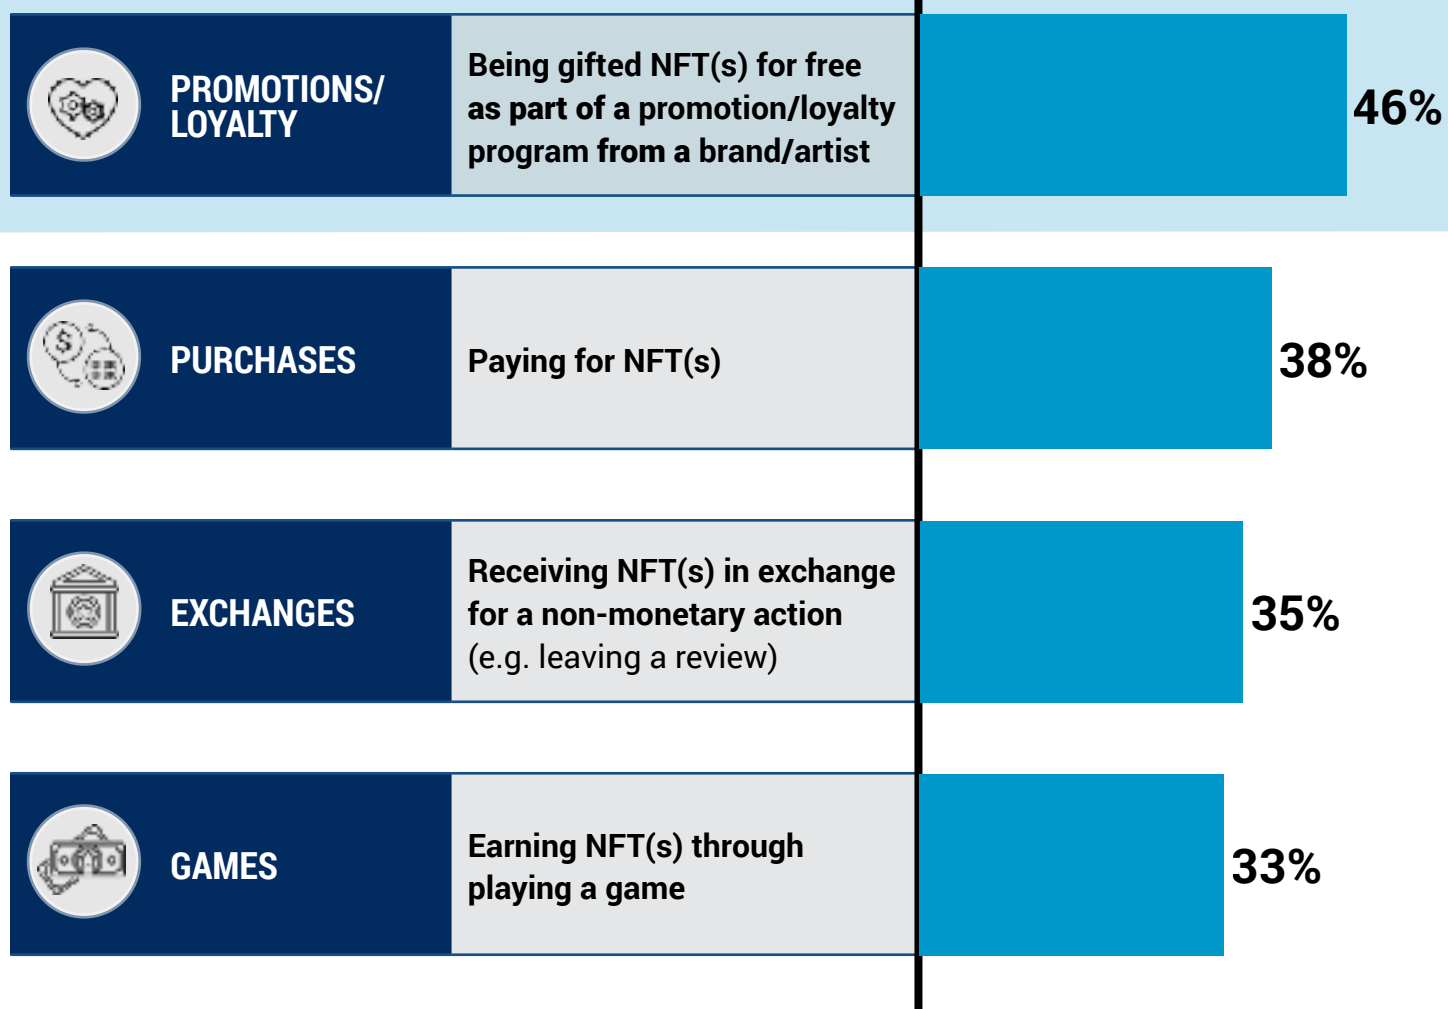 PROMOTIONS/
LOYALTY
Being gifted NFT(s) for free
as part of a promotion/loyalty
program from a brand/artist
46%
PURCHASES
Paying for NFT(s)
38%
EXCHANGES
Receiving NFT(s) in exchange
for a non-monetary action
(e.g. leaving a review)
35%
GAMES
Earning NFT(s) through
playing a game
33%